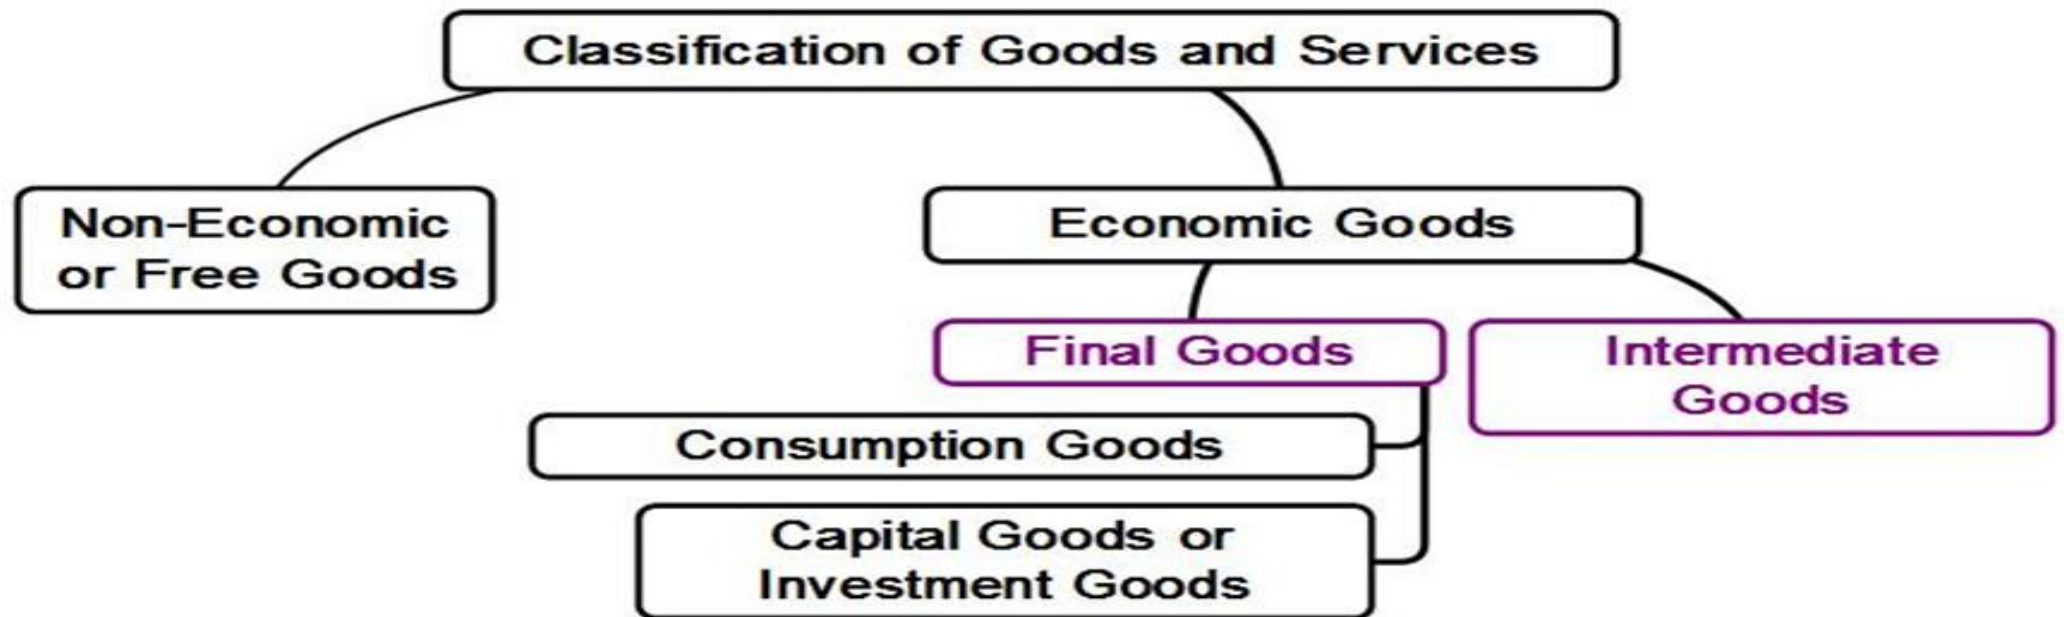 Classification of Goods and Services
Non-Economic
or Free Goods
Economic Goods
Final Goods
Intermediate
Goods
Consumption Goods
Capital Goods or
Investment Goods